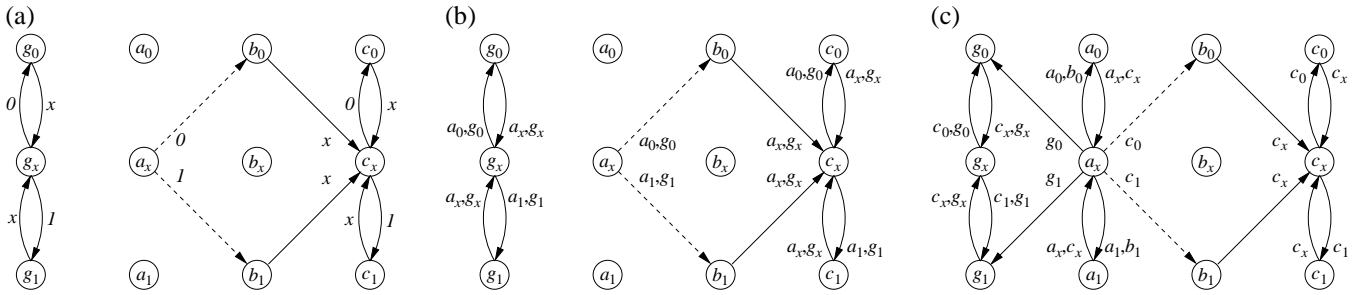 (a)
g₀ a₀ b₀ c₀
0 x 0 x
0 x
gₓ aₓ bₓ cₓ
1 x
x 1 x 1
g₁ a₁ b₁ c₁
(b)
g₀ a₀ b₀ c₀
a₀,g₀ aₓ,gₓ
a₀,g₀ aₓ,gₓ a₀,g₀ aₓ,gₓ
gₓ aₓ bₓ cₓ
aₓ,gₓ a₁,g₁ a₁,g₁ aₓ,gₓ
aₓ,gₓ a₁,g₁
g₁ a₁ b₁ c₁
(c)
g₀ a₀ b₀ c₀
a₀,b₀ aₓ,cₓ c₀ cₓ
c₀,g₀ cₓ,gₓ g₀ c₀ cₓ
gₓ aₓ bₓ cₓ
cₓ,gₓ c₁,g₁ g₁ c₁ cₓ
aₓ,cₓ a₁,b₁ cₓ c₁
g₁ a₁ b₁ c₁